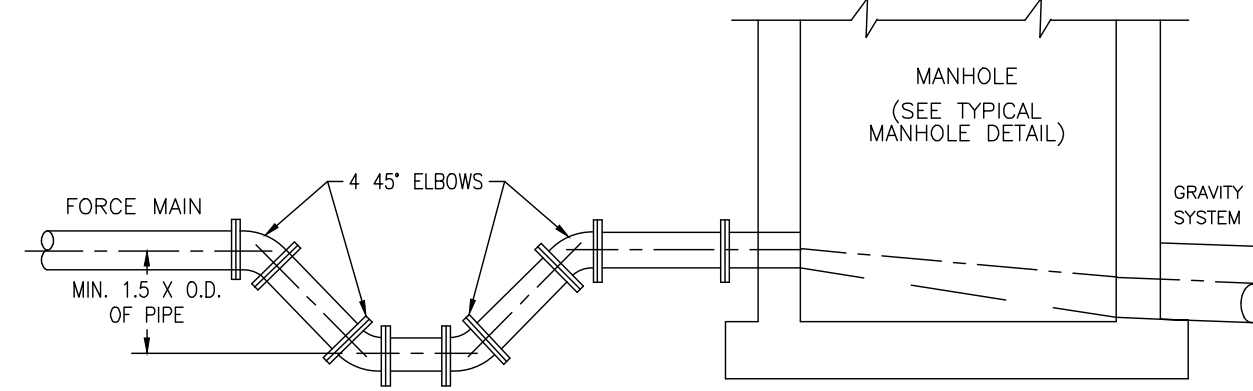 MANHOLE
(SEE TYPICAL
MANHOLE DETAIL)
4 45° ELBOWS
FORCE MAIN
GRAVITY
SYSTEM
MIN. 1.5 X O.D.
OF PIPE